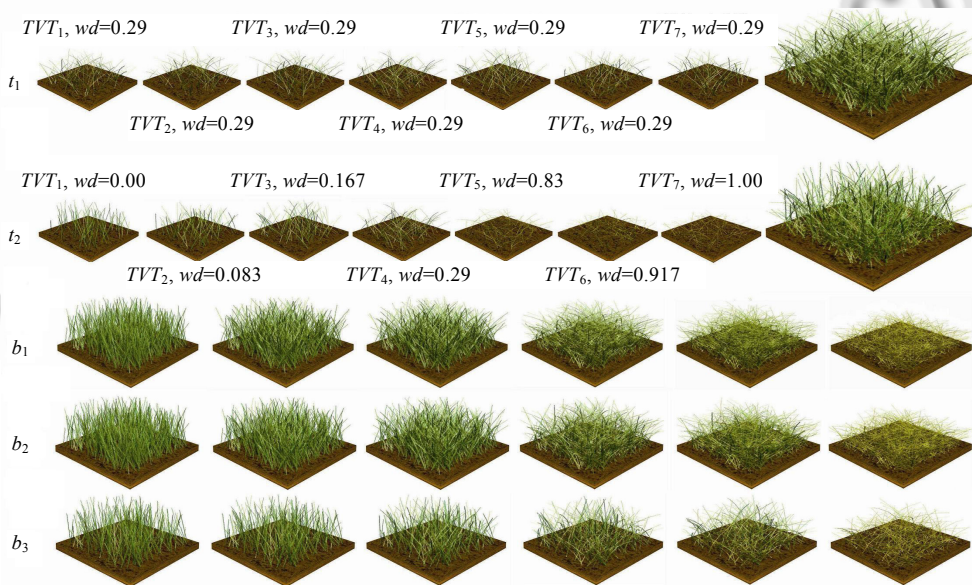 TVT₁, wd=0.29 TVT₃, wd=0.29 TVT₅, wd=0.29 TVT₇, wd=0.29
t₁
TVT₂, wd=0.29 TVT₄, wd=0.29 TVT₆, wd=0.29
TVT₁, wd=0.00 TVT₃, wd=0.167 TVT₅, wd=0.83 TVT₇, wd=1.00
t₂
TVT₂, wd=0.083 TVT₄, wd=0.29 TVT₆, wd=0.917
b₁
b₂
b₃